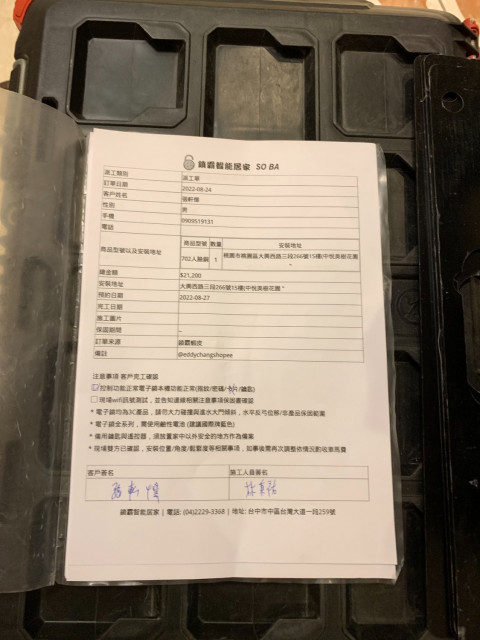 鎖霸智能居家 SO BA
派工類別 派工單
訂單日期 2022-08-24
客戶姓名 張軒
性別 男
手機 0909519131
電話
商品型號 數量 安裝地址
商品型號以及安裝地址 702人臉鎖 1 桃園市桃園區大興西路三段266號15樓(中悅美樹花園"
總金額 $21,200
安裝地址 大興西路三段266號15樓(中悅美樹花園"
預約日期 2022-08-27
完工日期
施工圖片
保固期間 --
訂單來源 鎖霸蝦皮
備註 @eddychangshopee
注意事項 客戶完工確認
控制功能正常電子鎖本體功能正常(指紋/密碼/卡片/鑰匙)
現場wifi訊號測試，並告知連線相關注意事項保固書確認
* 電子鎖均為3C產品，請勿大力碰撞與潑水大門傾斜，水平反弓位移/非產品保固範圍
* 電子鎖全系列，需使用鹼性電池 (建議國際牌藍色)
* 備用鑰匙與遙控器，須放置家中以外安全的地方作為備案
* 現場雙方已確認，安裝位置/角度/鬆緊度等相關事項，如事後需再次調整依情況酌收車馬費
客戶簽名 施工人員簽名
鎖霸智能居家 | 電話: (04)2229-3368 | 地址: 台中市中區台灣大道一段259號